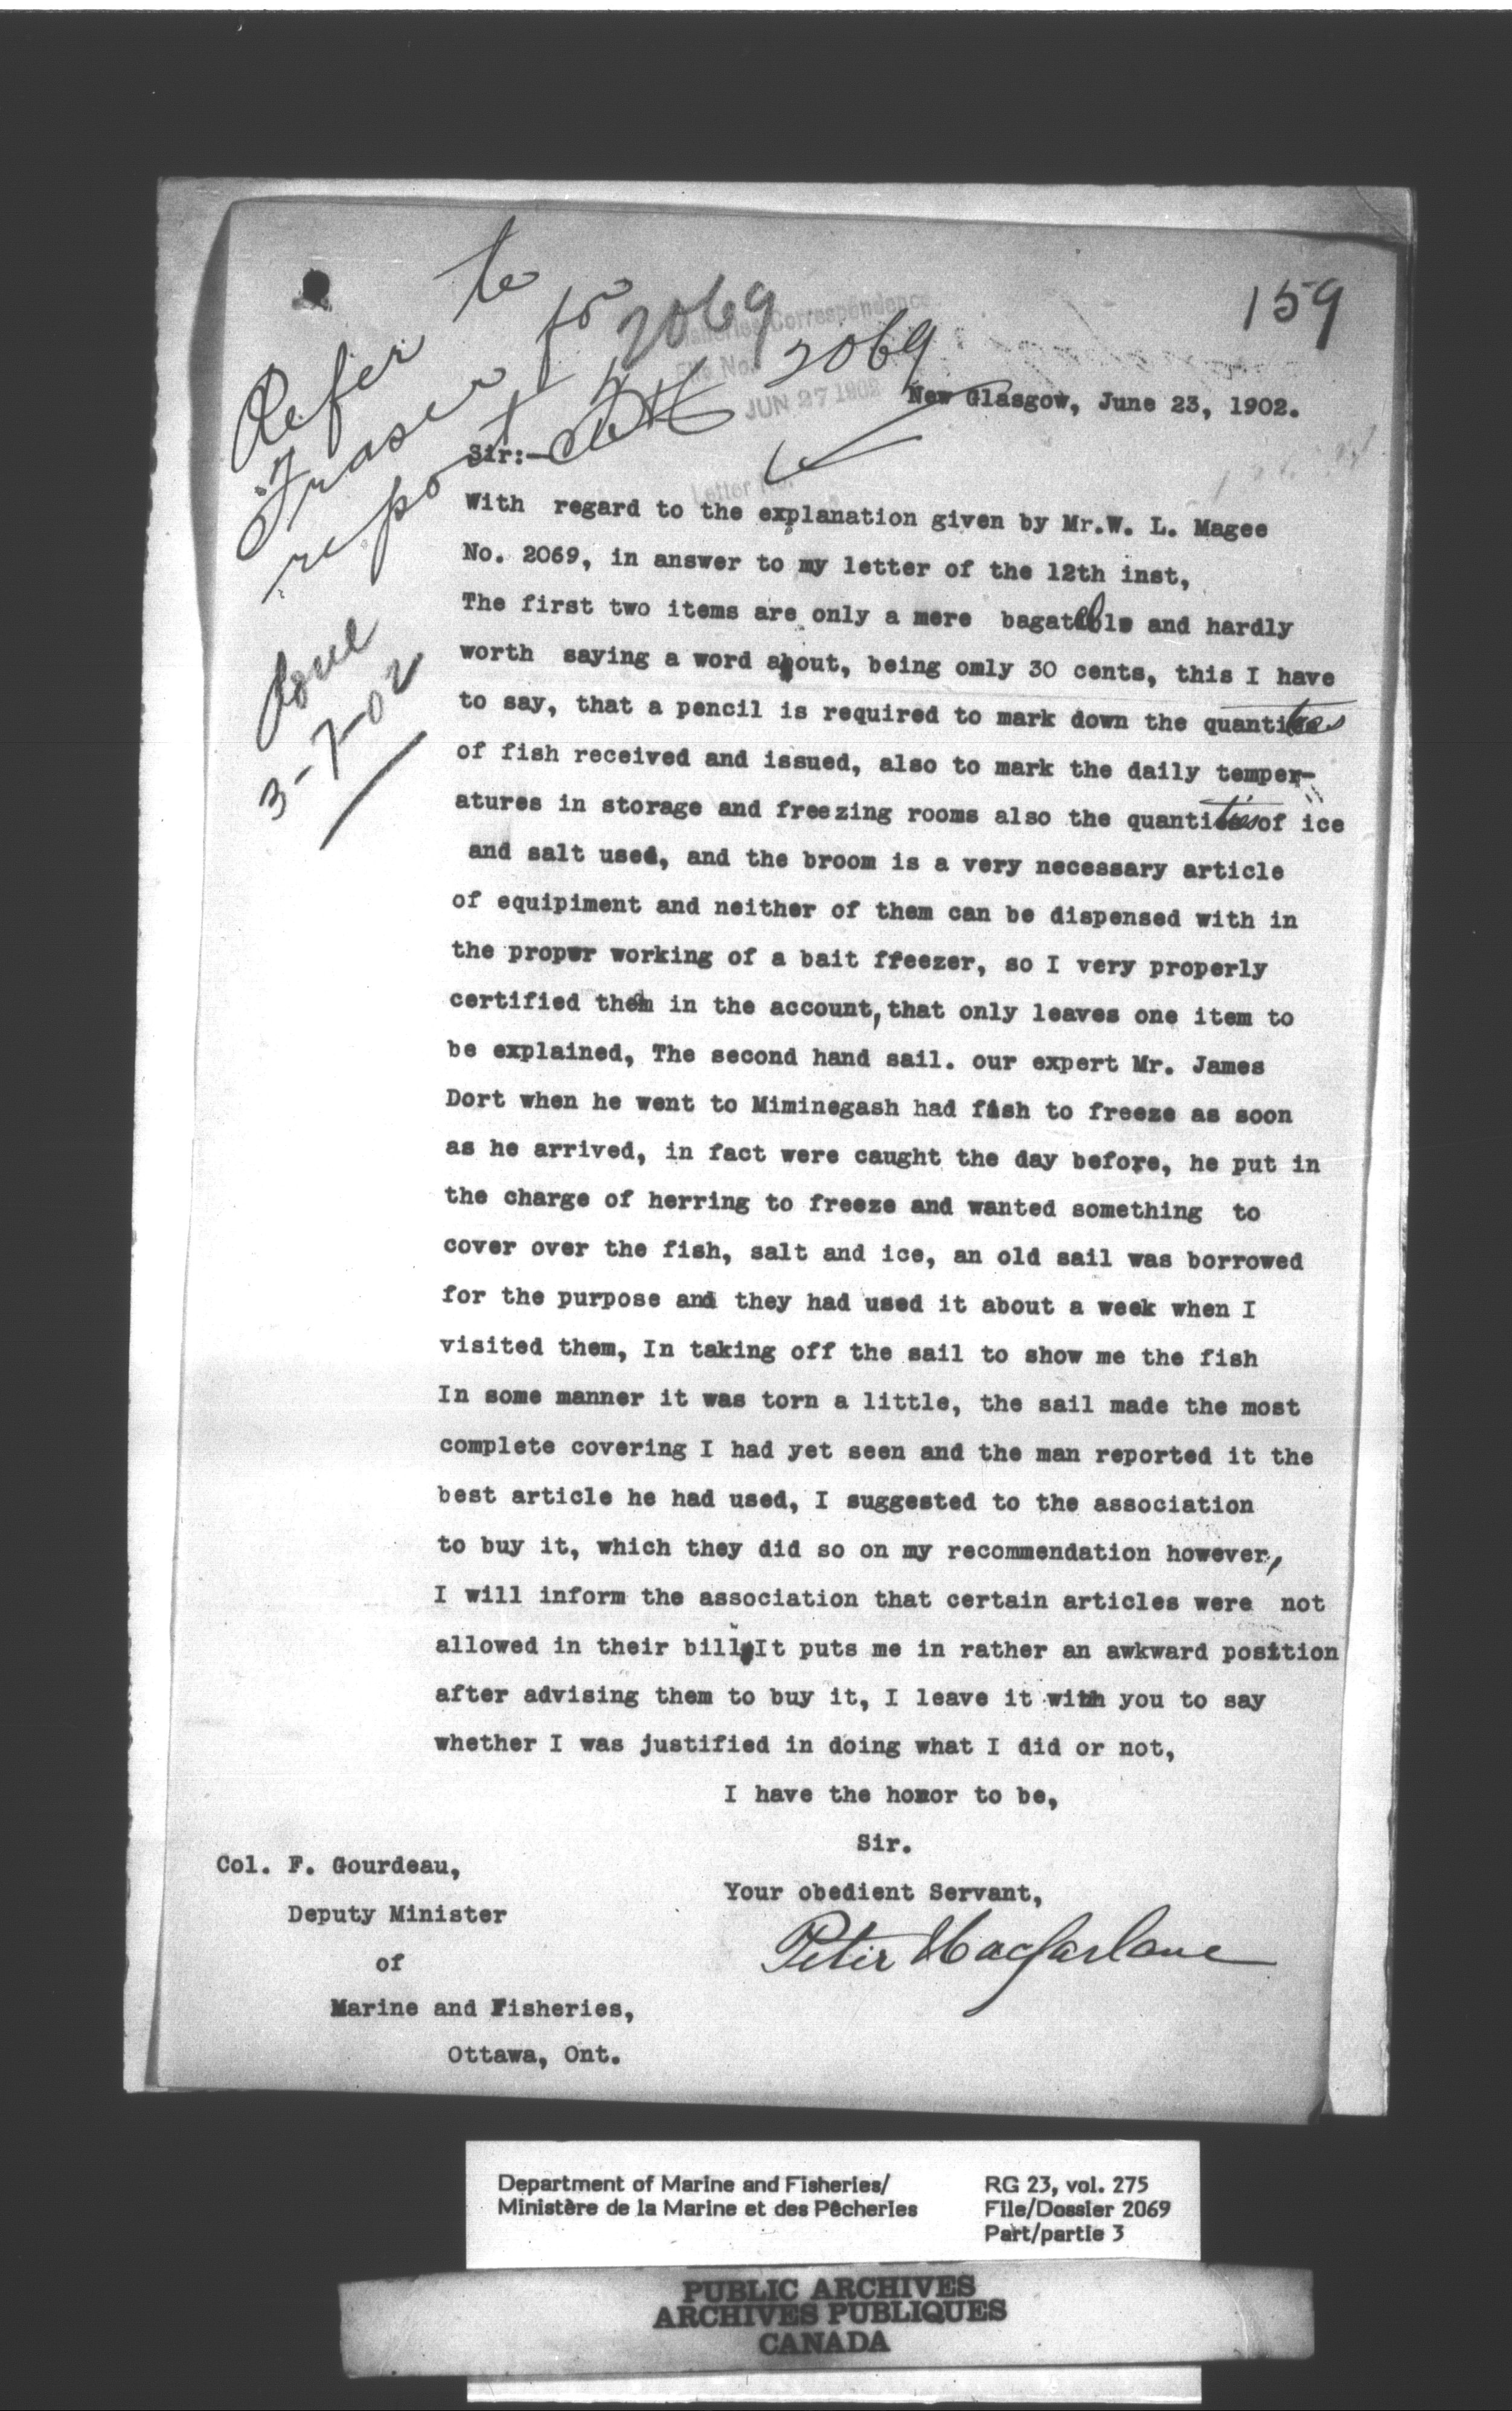 159
Refer to
Fraser for
report
2069
Fisheries Correspondence
File No. 2069
JUN 27 1902
Letter No.
done
3-7-02
New Glasgow, June 23, 1902.
Sir:-
With regard to the explanation given by Mr.W. L. Magee
No. 2069, in answer to my letter of the 12th inst,
The first two items are only a mere and hardly
worth saying a word about, being omly 30 cents, this I have
to say, that a pencil is required to mark down the quantities
of fish received and issued, also to mark the daily temper-
atures in storage and freezing rooms also the quantities of ice
and salt used, and the broom is a very necessary article
of equipiment and neither of them can be dispensed with in
the proper working of a bait ffeezer, so I very properly
certified them in the account, that only leaves one item to
be explained, The second hand sail. our expert Mr. James
Dort when he went to Miminegash had fish to freeze as soon
as he arrived, in fact were caught the day before, he put in
the charge of herring to freeze and wanted something to
cover over the fish, salt and ice, an old sail was borrowed
for the purpose and they had used it about a week when I
visited them, In taking off the sail to show me the fish
In some manner it was torn a little, the sail made the most
complete covering I had yet seen and the man reported it the
best article he had used, I suggested to the association
to buy it, which they did so on my recommendation however,
I will inform the association that certain articles were not
allowed in their bill, It puts me in rather an awkward position
after advising them to buy it, I leave it with you to say
whether I was justified in doing what I did or not,
I have the honor to be,
Sir.
Your obedient Servant,
Peter Macfarlane
Col. F. Gourdeau,
Deputy Minister
of
Marine and Fisheries,
Ottawa, Ont.
Department of Marine and Fisheries/
Ministère de la Marine et des Pêcheries
RG 23, vol. 275
File/Dossier 2069
Part/partie 3
PUBLIC ARCHIVES
ARCHIVES PUBLIQUES
CANADA